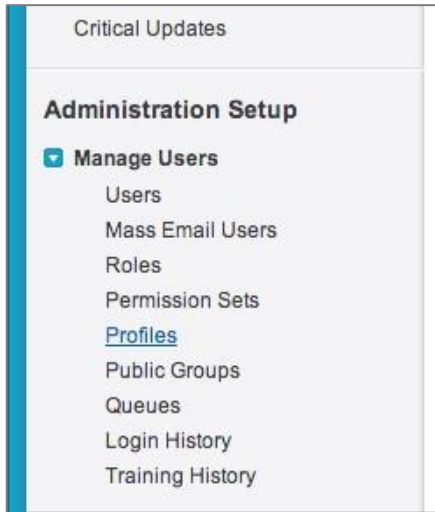 Critical Updates
Administration Setup
Manage Users
Users
Mass Email Users
Roles
Permission Sets
Profiles
Public Groups
Queues
Login History
Training History